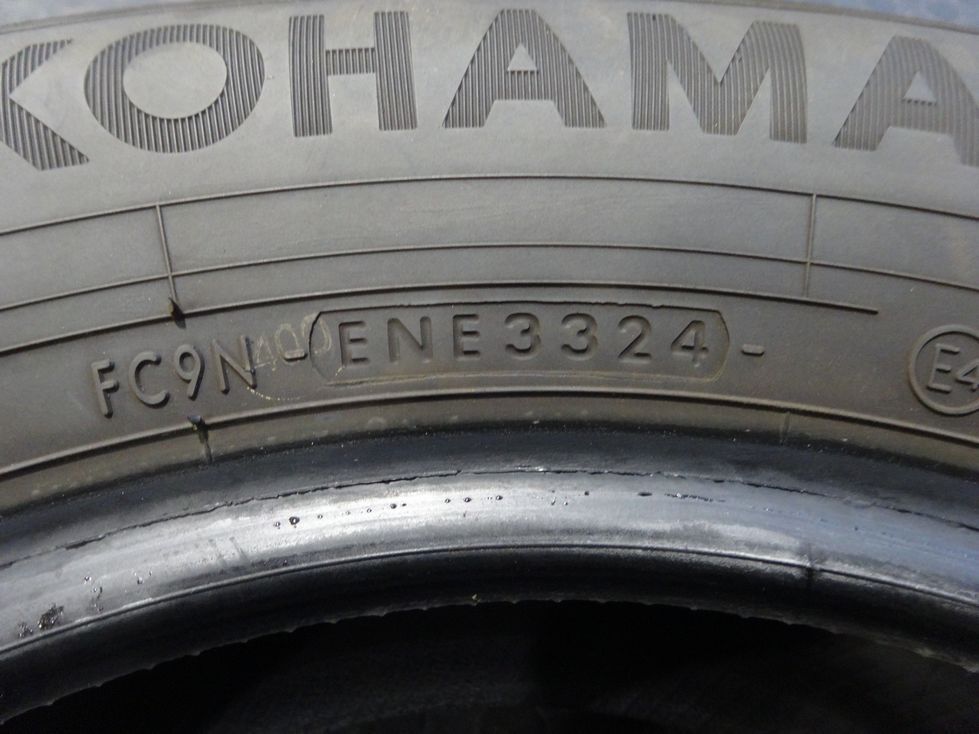 KOHAMA
FC9N-ENE3324-
E4